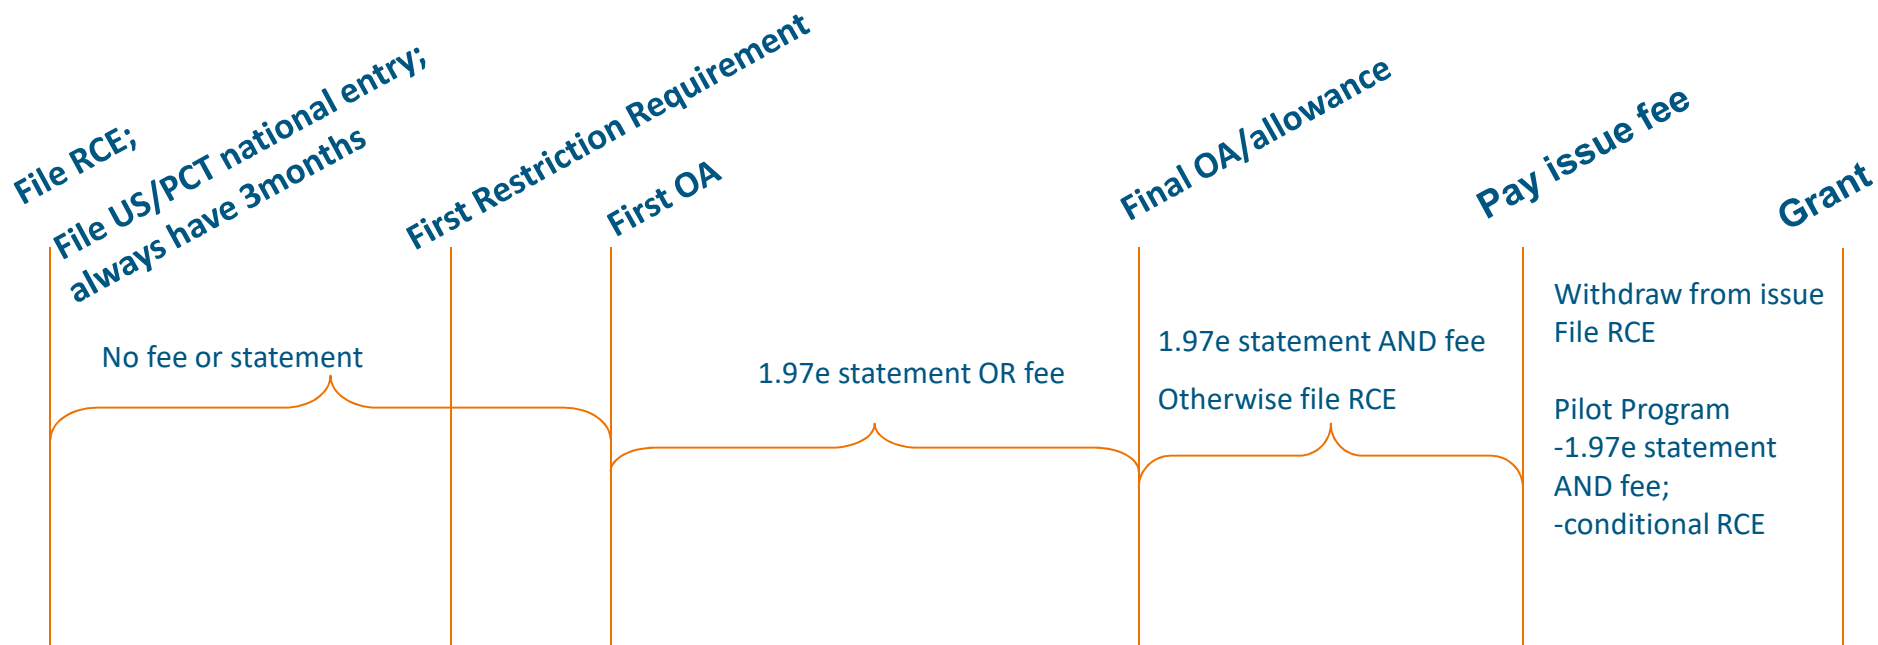 File RCE;
File US/PCT national entry;
always have 3months
First Restriction Requirement
First OA
Final OA/allowance
Pay issue fee
Grant
No fee or statement
1.97e statement OR fee
1.97e statement AND fee
Otherwise file RCE
Withdraw from issue
File RCE
Pilot Program
-1.97e statement
AND fee;
-conditional RCE